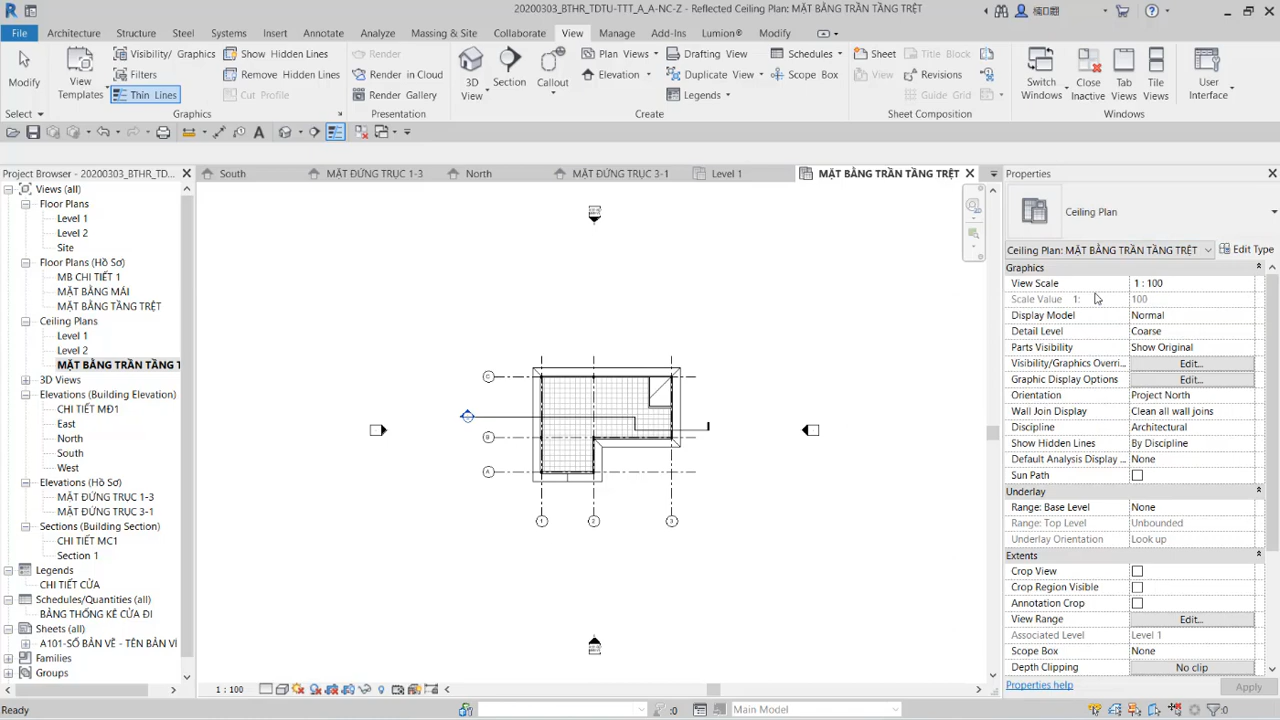 20200303_BTHR_TDTU-TTT_A_A-NC-Z - Reflected Ceiling Plan: MẶT BẰNG TRẦN TẦNG TRỆT
File Architecture Structure Steel Systems Insert Annotate Analyze Massing & Site Collaborate View Manage Add-Ins Lumion® Modify
Modify
View Templates
Visibility/ Graphics
Filters
Thin Lines
Show Hidden Lines
Remove Hidden Lines
Cut Profile
Render
Render in Cloud
Render Gallery
3D View
Section
Callout
Plan Views
Elevation
Drafting View
Duplicate View
Legends
Schedules
Scope Box
Sheet
View
Title Block
Revisions
Guide Grid
Switch Windows
Close Inactive
Tab Views
Tile Views
User Interface
Select Graphics Presentation Create Sheet Composition Windows
Project Browser - 20200303_BTHR_TD...
South MẶT ĐỨNG TRỤC 1-3 North MẶT ĐỨNG TRỤC 3-1 Level 1 MẶT BẰNG TRẦN TẦNG TRỆT
Views (all)
Floor Plans
Level 1
Level 2
Site
Floor Plans (Hồ Sơ)
MB CHI TIẾT 1
MẶT BẰNG MÁI
MẶT BẰNG TẦNG TRỆT
Ceiling Plans
Level 1
Level 2
MẶT BẰNG TRẦN TẦNG T
3D Views
Elevations (Building Elevation)
CHI TIẾT MĐ1
East
North
South
West
Elevations (Hồ Sơ)
MẶT ĐỨNG TRỤC 1-3
MẶT ĐỨNG TRỤC 3-1
Sections (Building Section)
CHI TIẾT MC1
Section 1
Legends
CHI TIẾT CỬA
Schedules/Quantities (all)
BẢNG THỐNG KÊ CỬA ĐI
Sheets (all)
A101-SỐ BẢN VẼ - TÊN BẢN VẼ
Families
Groups
C
B
A
1 2 3
Properties
Ceiling Plan
Ceiling Plan: MẶT BẰNG TRẦN TẦNG TRỆT Edit Type
Graphics
View Scale 1 : 100
Scale Value 1: 100
Display Model Normal
Detail Level Coarse
Parts Visibility Show Original
Visibility/Graphics Overri... Edit...
Graphic Display Options Edit...
Orientation Project North
Wall Join Display Clean all wall joins
Discipline Architectural
Show Hidden Lines By Discipline
Default Analysis Display ... None
Sun Path
Underlay
Range: Base Level None
Range: Top Level Unbounded
Underlay Orientation Look up
Extents
Crop View
Crop Region Visible
Annotation Crop
View Range Edit...
Associated Level Level 1
Scope Box None
Depth Clipping No clip
Properties help Apply
1 : 100
Ready :0 Main Model :0